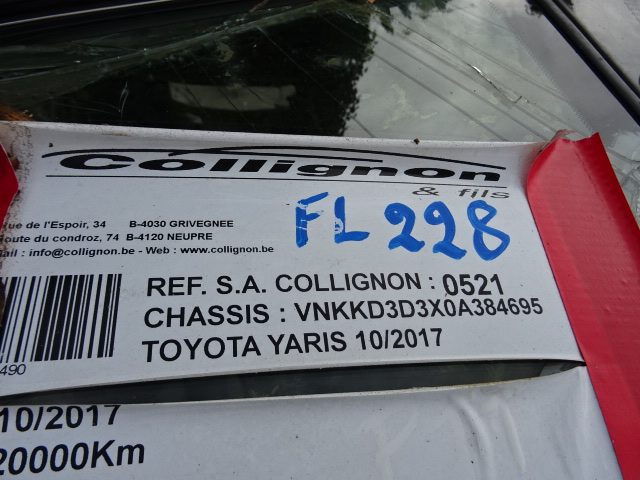 Collignon
& fils
FL 228
ue de l'Espoir, 34 B-4030 GRIVEGNEE
oute du condroz, 74 B-4120 NEUPRE
ail : info@collignon.be - Web : www.collignon.be
REF. S.A. COLLIGNON : 0521
CHASSIS : VNKKD3D3X0A384695
TOYOTA YARIS 10/2017
490
10/2017
20000Km